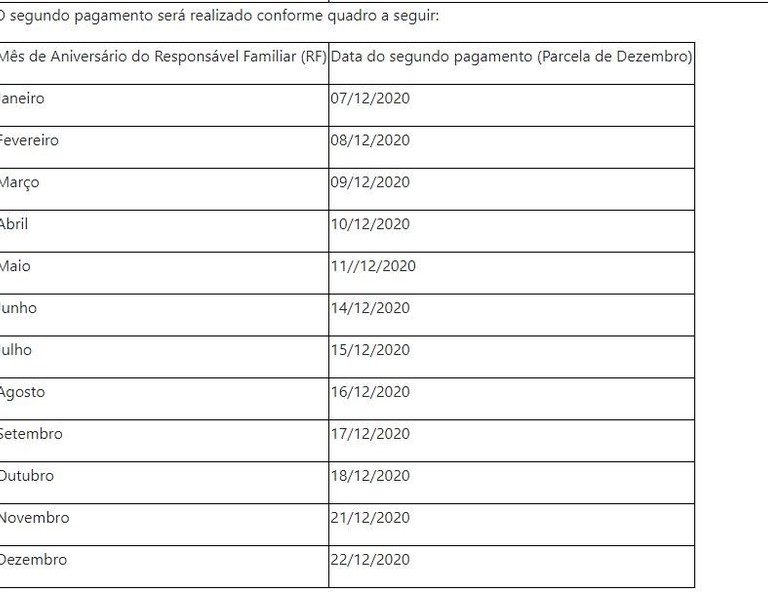 O segundo pagamento será realizado conforme quadro a seguir:
Mês de Aniversário do Responsável Familiar (RF) Data do segundo pagamento (Parcela de Dezembro)
Janeiro 07/12/2020
Fevereiro 08/12/2020
Março 09/12/2020
Abril 10/12/2020
Maio 11//12/2020
Junho 14/12/2020
Julho 15/12/2020
Agosto 16/12/2020
Setembro 17/12/2020
Outubro 18/12/2020
Novembro 21/12/2020
Dezembro 22/12/2020